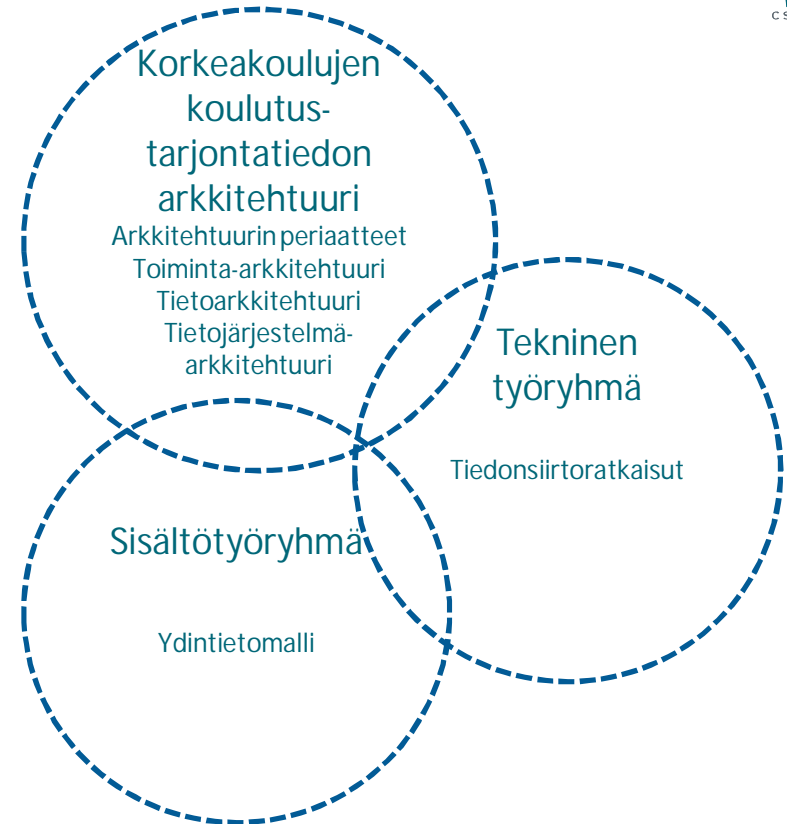 Korkeakoulujen
koulutus-
tarjontatiedon
arkkitehtuuri
Arkkitehtuurin periaatteet
Toiminta-arkkitehtuuri
Tietoarkkitehtuuri
Tietojärjestelmä-
arkkitehtuuri
Tekninen
työryhmä
Tiedonsiirtoratkaisut
Sisältötyöryhmä
Ydintietomalli